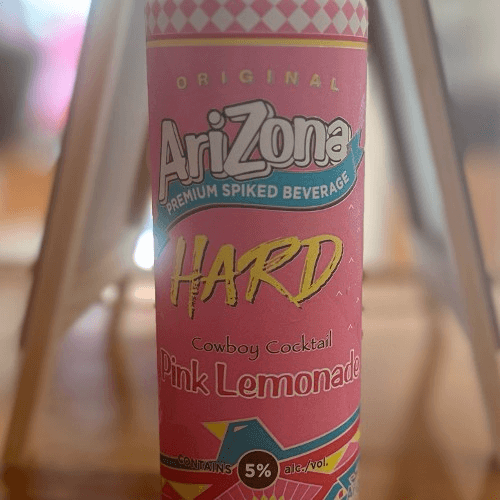 ORIGINAL
AriZona
PREMIUM SPIKED BEVERAGE
HARD
Cowboy Cocktail
Pink Lemonade
CONTAINS 5% alc./vol.